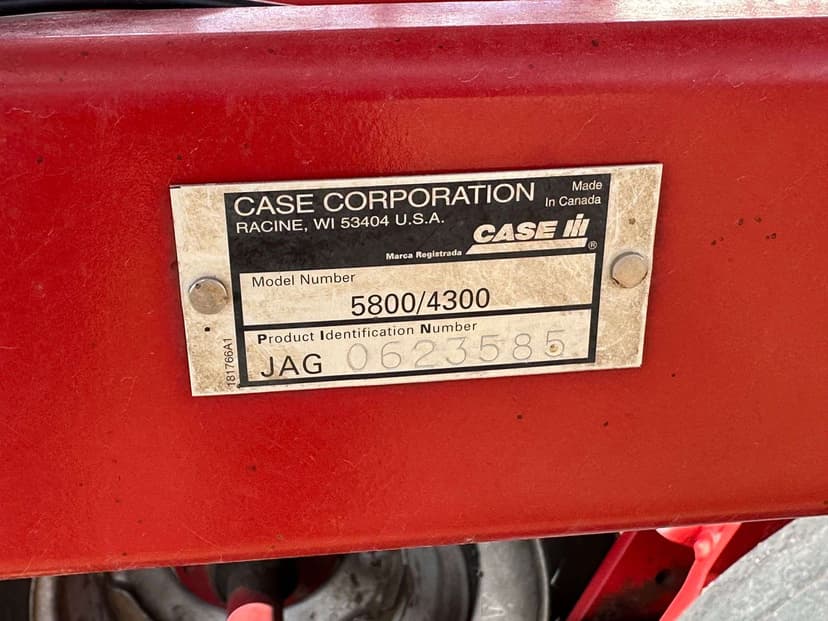 CASE CORPORATION
RACINE, WI 53404 U.S.A.
Made
In Canada
CASE IH
®
Marca Registrada
Model Number
5800/4300
Product Identification Number
JAG 0623585
181766A1